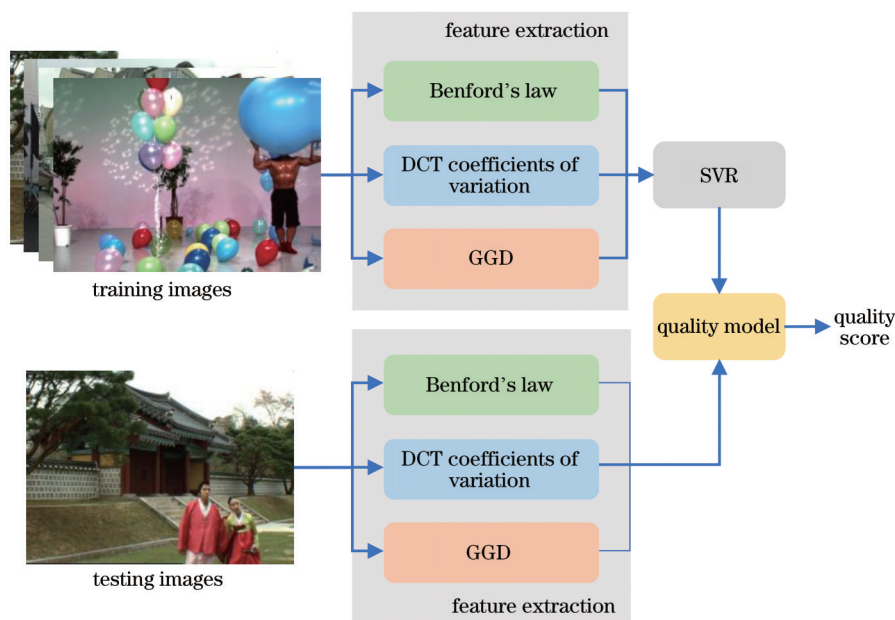 feature extraction
Benford's law
DCT coefficients of
variation
GGD
SVR
training images
quality model
quality
score
Benford's law
DCT coefficients of
variation
GGD
testing images
feature extraction